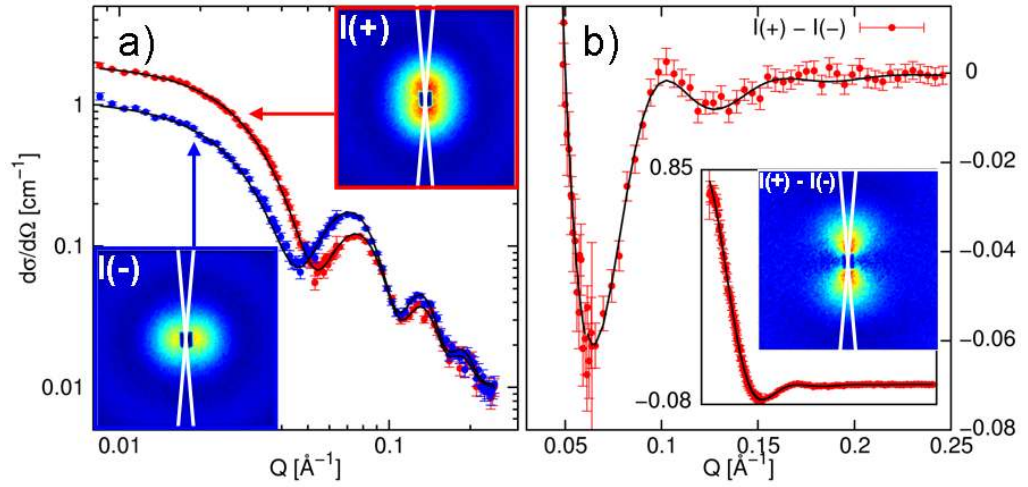 a)
I(+)
I(-)
dσ/dΩ [cm⁻¹]
1
0.1
0.01
0.01
0.1
Q [Å⁻¹]
b)
I(+) − I(-)
0
−0.02
−0.04
−0.06
−0.08
0.85
−0.08
I(+) - I(-)
0.05
0.1
0.15
0.2
0.25
Q [Å⁻¹]